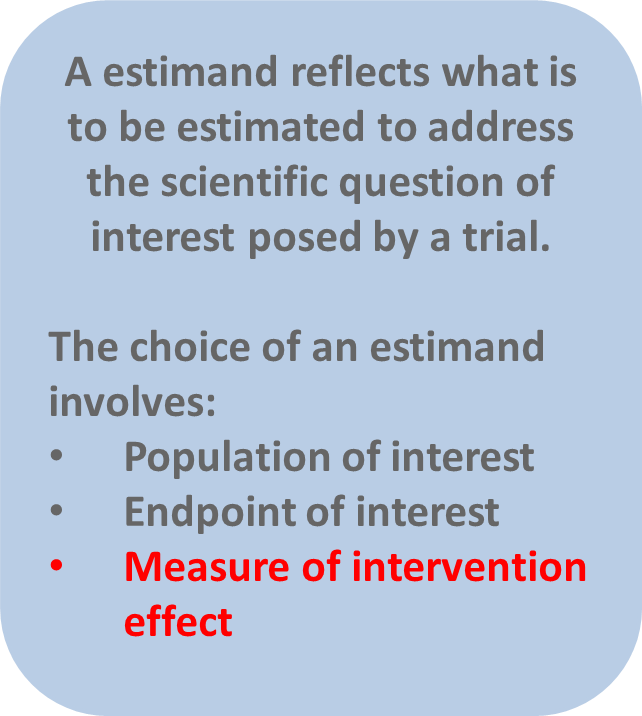 A estimand reflects what is
to be estimated to address
the scientific question of
interest posed by a trial.
The choice of an estimand
involves:
• Population of interest
• Endpoint of interest
• Measure of intervention
effect